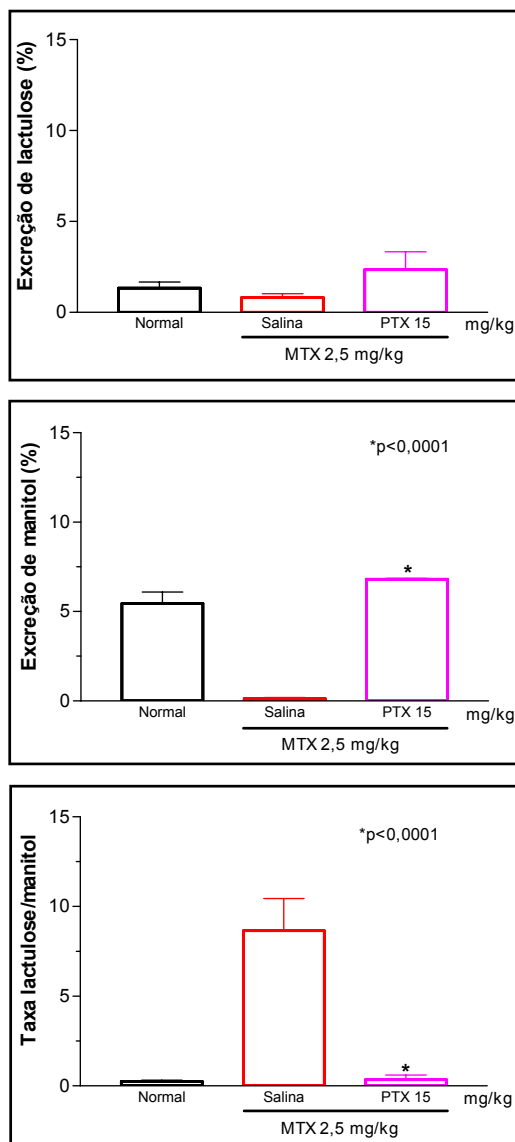 Excreção de lactulose (%)
15
10
5
0
Normal Salina PTX 15 mg/kg
MTX 2,5 mg/kg
Excreção de manitol (%)
15
*p<0,0001
10
*
5
0
Normal Salina PTX 15 mg/kg
MTX 2,5 mg/kg
Taxa lactulose/manitol
15
*p<0,0001
10
5
*
0
Normal Salina PTX 15 mg/kg
MTX 2,5 mg/kg